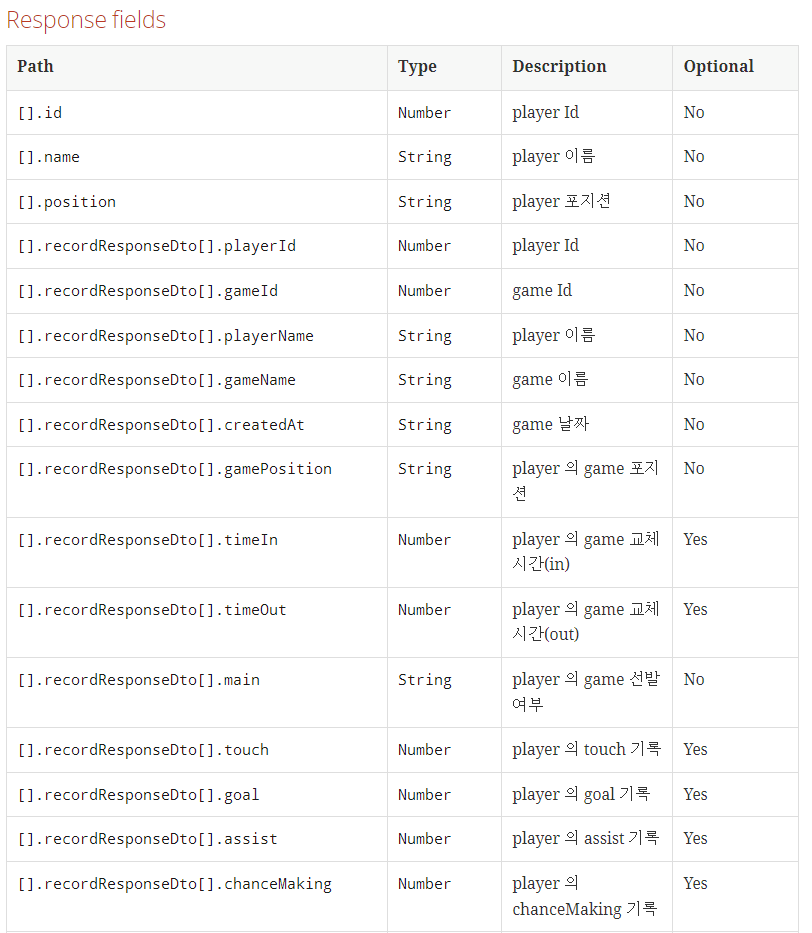 Response fields
Path Type Description Optional
[].id Number player Id No
[].name String player 이름 No
[].position String player 포지션 No
[].recordResponseDto[].playerId Number player Id No
[].recordResponseDto[].gameId Number game Id No
[].recordResponseDto[].playerName String player 이름 No
[].recordResponseDto[].gameName String game 이름 No
[].recordResponseDto[].createdAt String game 날짜 No
[].recordResponseDto[].gamePosition String player 의 game 포지 No
션
[].recordResponseDto[].timeIn Number player 의 game 교체 Yes
시간(in)
[].recordResponseDto[].timeOut Number player 의 game 교체 Yes
시간(out)
[].recordResponseDto[].main String player 의 game 선발 No
여부
[].recordResponseDto[].touch Number player 의 touch 기록 Yes
[].recordResponseDto[].goal Number player 의 goal 기록 Yes
[].recordResponseDto[].assist Number player 의 assist 기록 Yes
[].recordResponseDto[].chanceMaking Number player 의 Yes
chanceMaking 기록